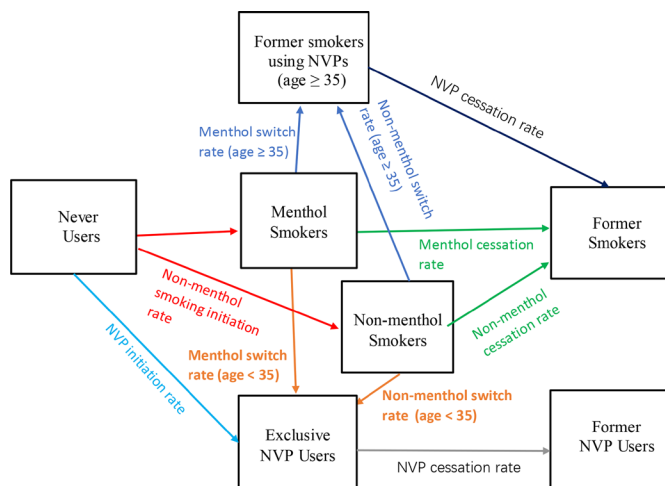 Former smokers
using NVPs
(age ≥ 35)
NVP cessation rate
Non-menthol switch
rate (age ≥ 35)
Menthol switch
rate (age ≥ 35)
Never
Users
Menthol
Smokers
Former
Smokers
Menthol cessation
rate
Non-menthol
smoking initiation
rate
Non-menthol
Smokers
Non-menthol
cessation rate
NVP initiation rate
Menthol switch
rate (age < 35)
Non-menthol switch
rate (age < 35)
Exclusive
NVP Users
NVP cessation rate
Former
NVP Users